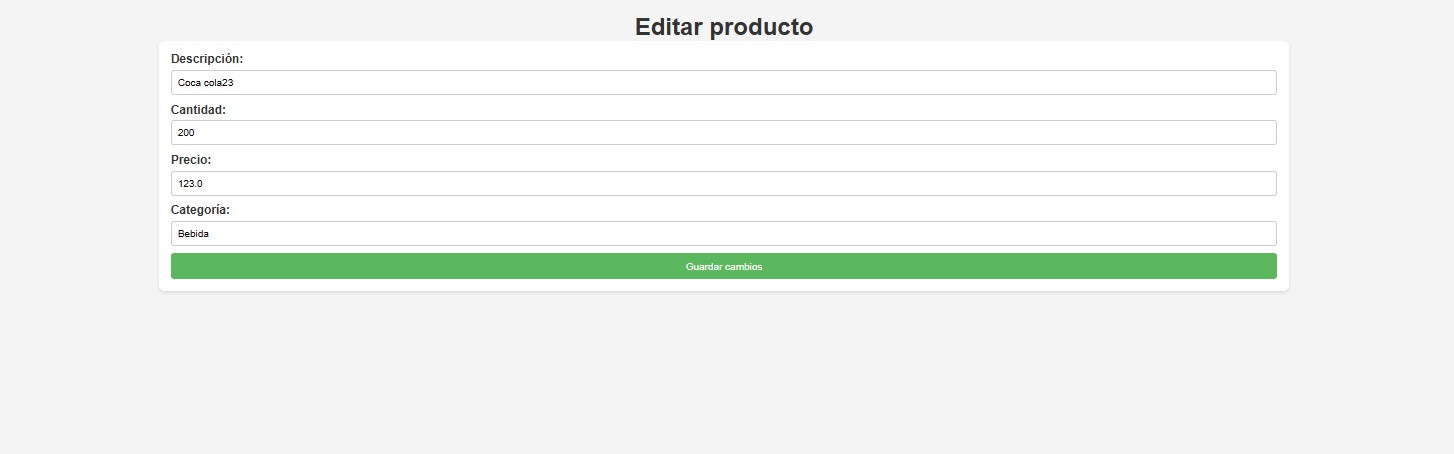 Editar producto
Descripción:
Coca cola23
Cantidad:
200
Precio:
123.0
Categoría:
Bebida
Guardar cambios